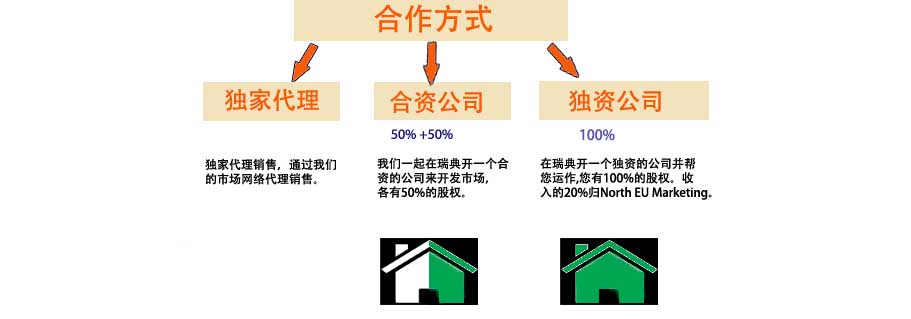 合作方式
独家代理
合资公司
独资公司
50% +50%
100%
独家代理销售，通过我们
的市场网络代理销售。
我们一起在瑞典开一个合
资的公司来开发市场，
各有50%的股权。
在瑞典开一个独资的公司并帮
您运作,您有100%的股权。收
入的20%归North EU Marketing。